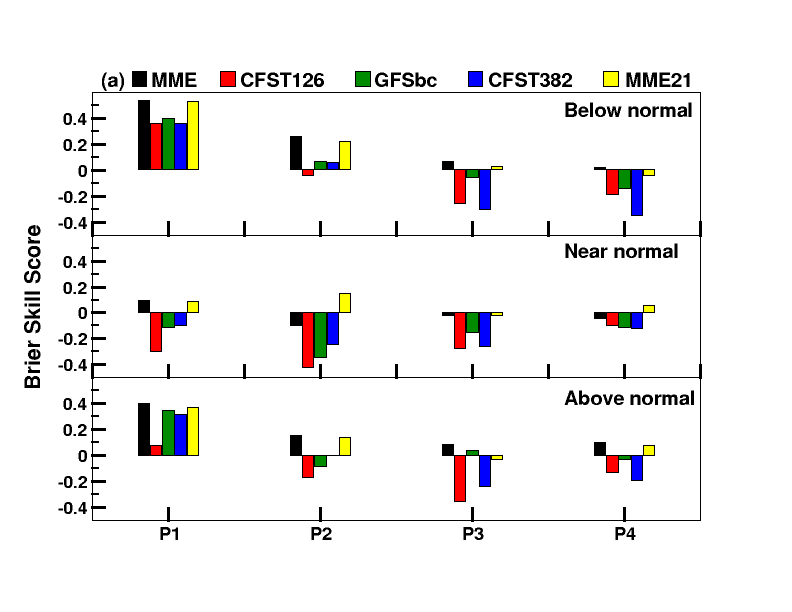 (a) MME CFST126 GFSbc CFST382 MME21
Below normal
0.4
0.2
0
-0.2
-0.4
Near normal
0.4
0.2
0
-0.2
-0.4
Above normal
0.4
0.2
0
-0.2
-0.4
Brier Skill Score
P1 P2 P3 P4